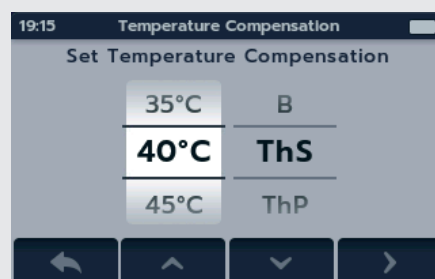 19:15 Temperature Compensation
Set Temperature Compensation
35°C B
40°C ThS
45°C ThP